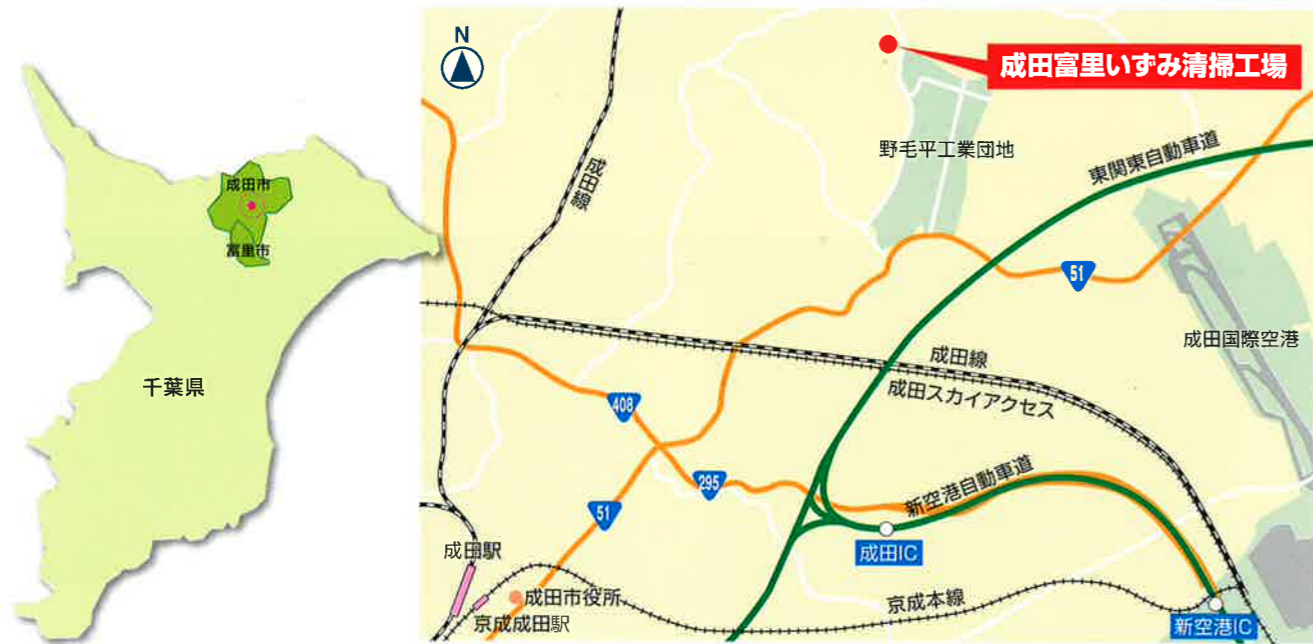 成田市
富里市
千葉県
N
成田富里いずみ清掃工場
野毛平工業団地
東関東自動車道
成田線
51
成田国際空港
成田線
成田スカイアクセス
408
295
新空港自動車道
51
成田IC
成田駅
成田市役所
京成本線
京成成田駅
新空港IC